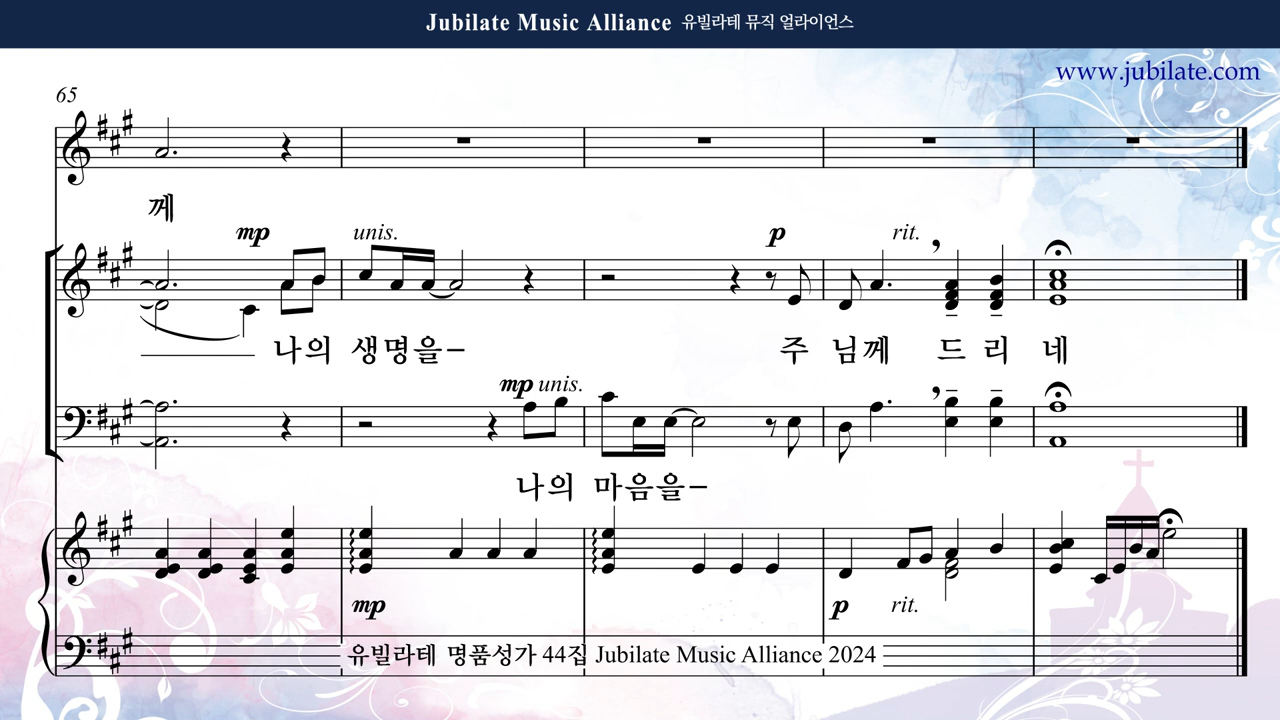 Jubilate Music Alliance 유빌라테 뮤직 얼라이언스
www.jubilate.com
65
께
mp unis. p rit.
나의 생명을- 주 님께 드 리 네
mp unis.
나의 마음을-
mp p rit.
유빌라테 명품성가 44집 Jubilate Music Alliance 2024